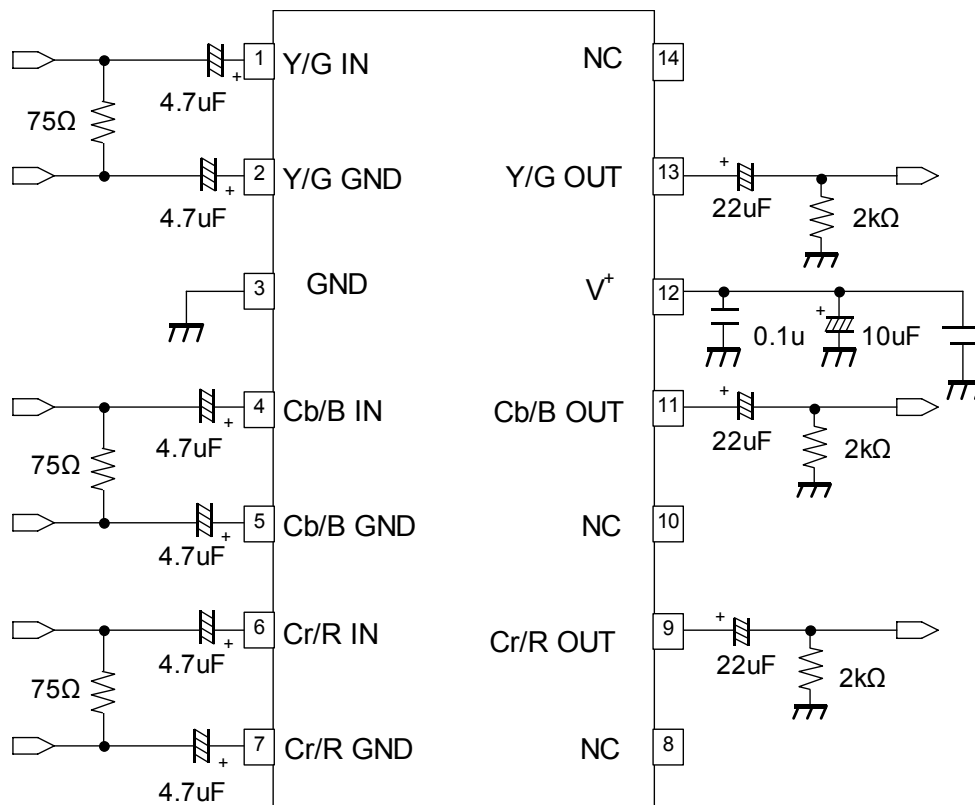 1 Y/G IN NC 14
4.7uF
75Ω
2 Y/G GND Y/G OUT 13
+ 4.7uF
+ 22uF 2kΩ
3 GND V+ 12
0.1u + 10uF
4 Cb/B IN Cb/B OUT 11
+ 4.7uF
+ 22uF 2kΩ
75Ω
5 Cb/B GND NC 10
+ 4.7uF
6 Cr/R IN Cr/R OUT 9
+ 4.7uF
+ 22uF 2kΩ
75Ω
7 Cr/R GND NC 8
+ 4.7uF